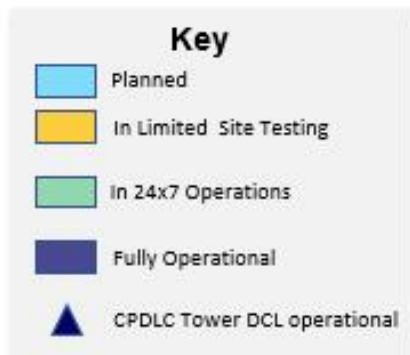 Key
Planned
In Limited Site Testing
In 24x7 Operations
Fully Operational
CPDLC Tower DCL operational